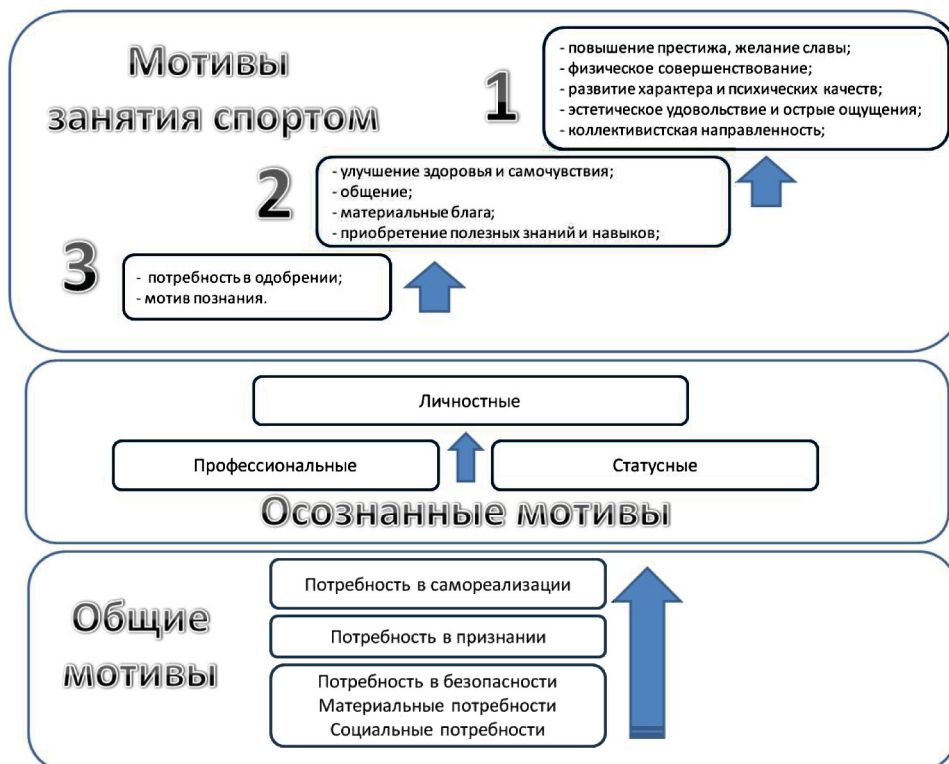 Мотивы
занятия спортом
1
- повышение престижа, желание славы;
- физическое совершенствование;
- развитие характера и психических качеств;
- эстетическое удовольствие и острые ощущения;
- коллективистская направленность;
2
- улучшение здоровья и самочувствия;
- общение;
- материальные блага;
- приобретение полезных знаний и навыков;
3
- потребность в одобрении;
- мотив познания.
Личностные
Профессиональные
Статусные
Осознанные мотивы
Общие
мотивы
Потребность в самореализации
Потребность в признании
Потребность в безопасности
Материальные потребности
Социальные потребности